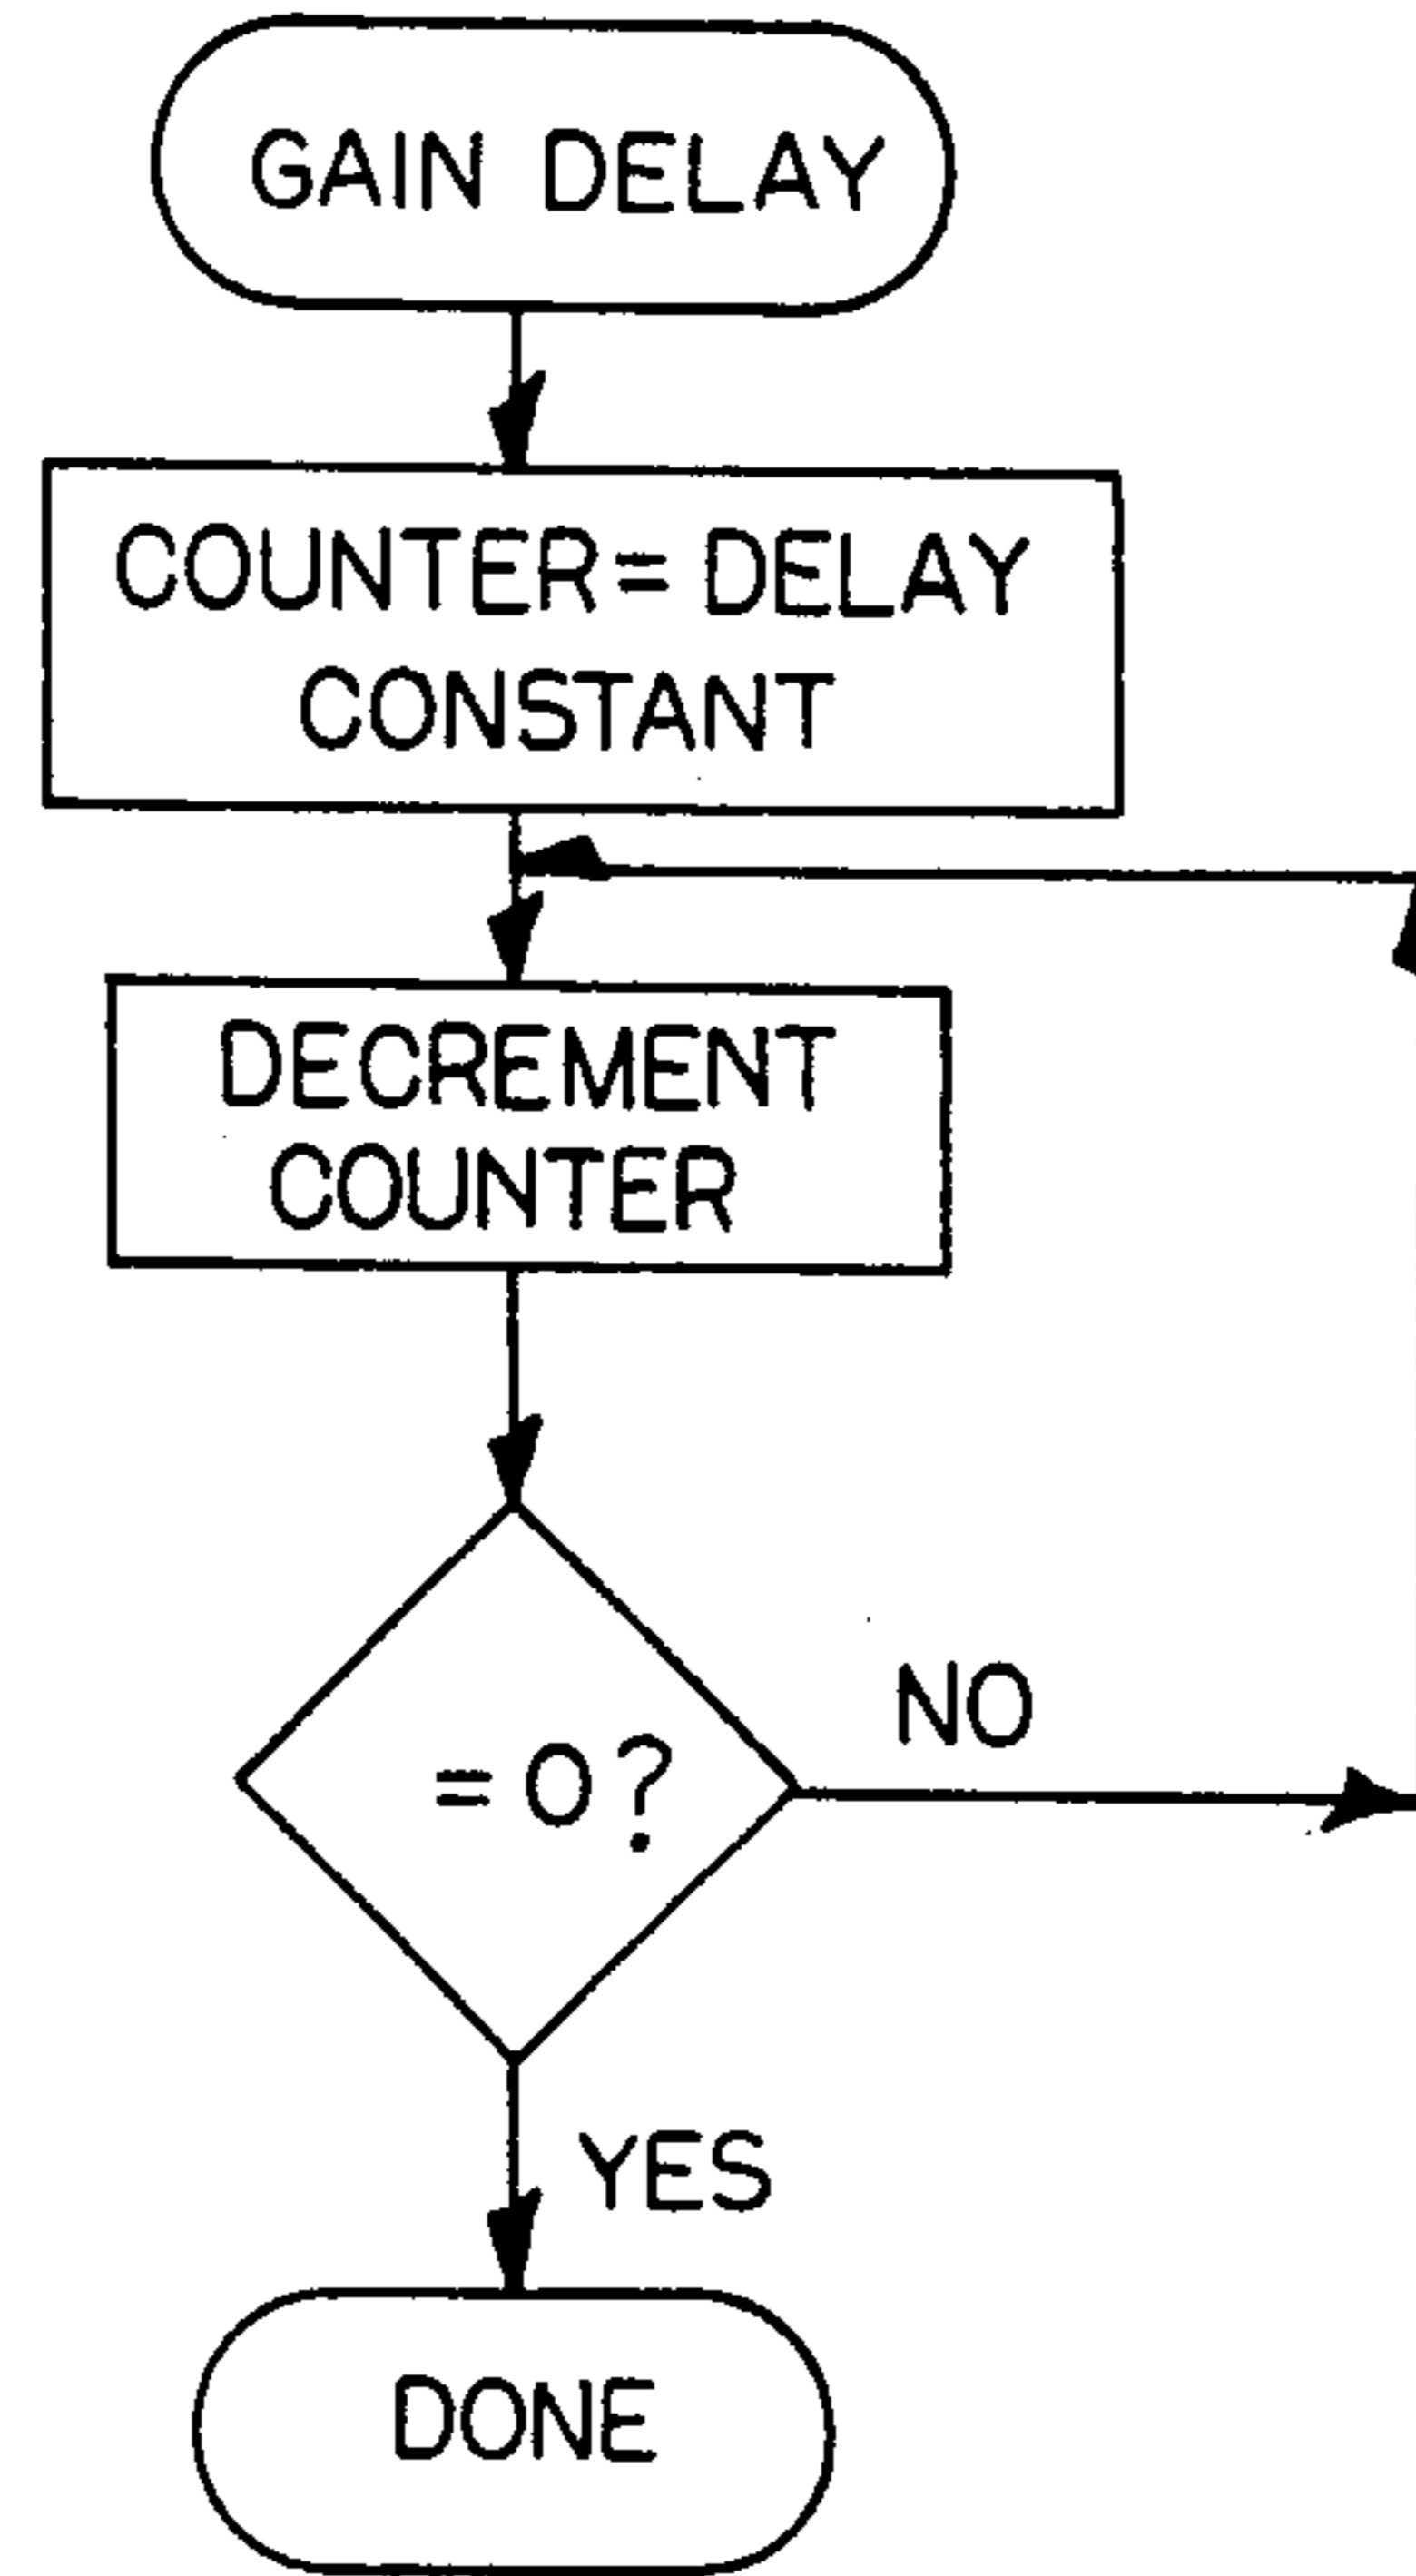 GAIN DELAY
COUNTER= DELAY
CONSTANT
DECREMENT
COUNTER
= 0?
NO
YES
DONE